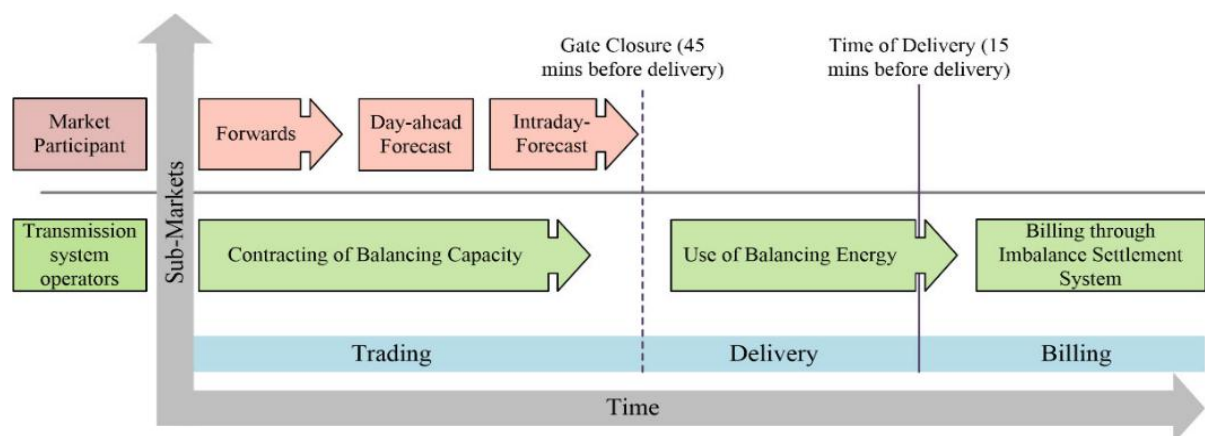 Gate Closure (45
mins before delivery)
Time of Delivery (15
mins before delivery)
Market
Participant
Forwards
Day-ahead
Forecast
Intraday-
Forecast
Sub-Markets
Transmission
system
operators
Contracting of Balancing Capacity
Use of Balancing Energy
Billing through
Imbalance Settlement
System
Trading
Delivery
Billing
Time